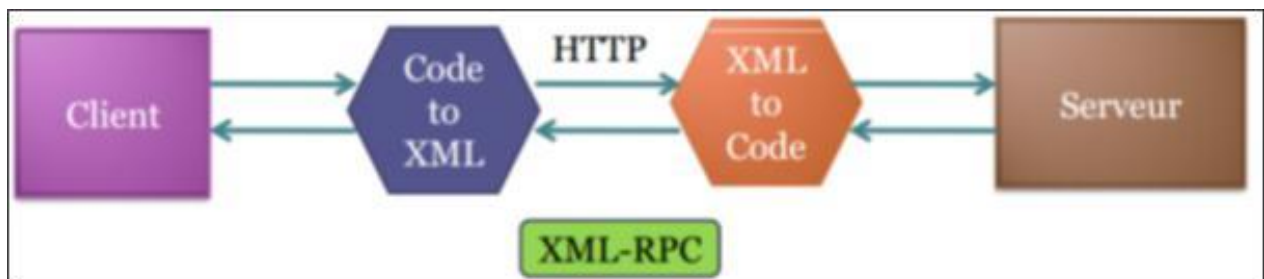 HTTP
Client
Code
to
XML
XML
to
Code
Serveur
XML-RPC